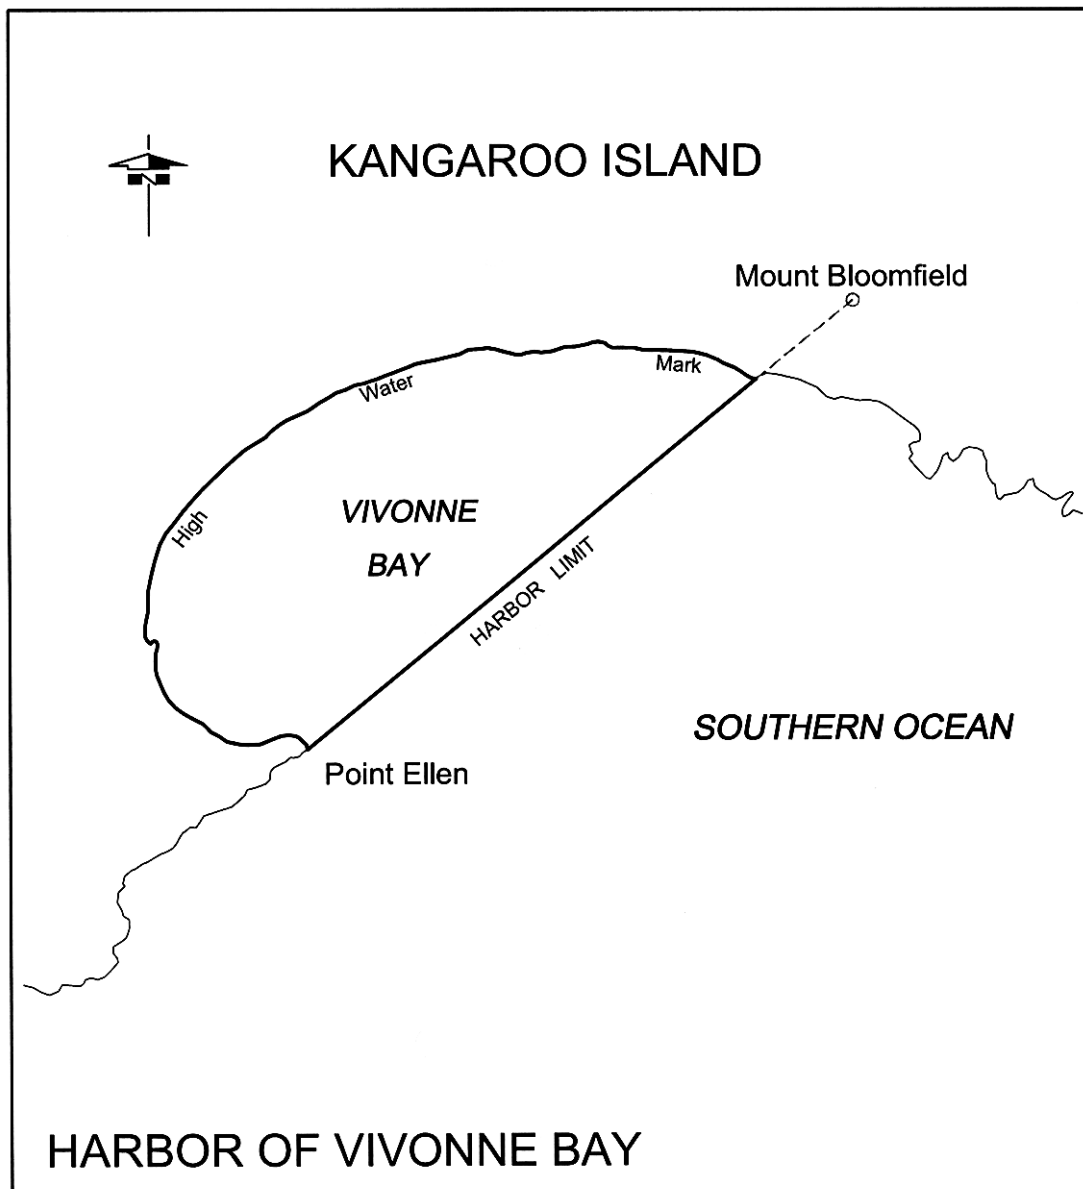 KANGAROO ISLAND
N
Mount Bloomfield
Mark
Water
High
VIVONNE
BAY
HARBOR LIMIT
SOUTHERN OCEAN
Point Ellen
HARBOR OF VIVONNE BAY